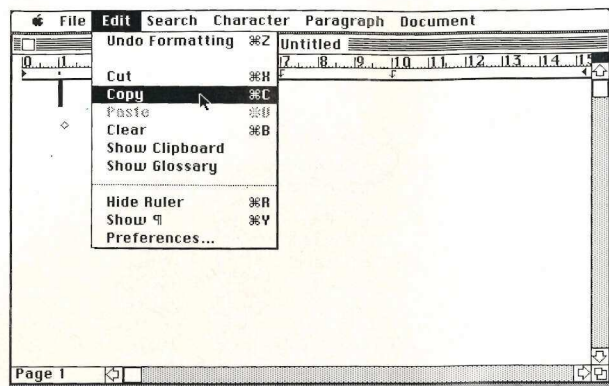 File Edit Search Character Paragraph Document
Untitled
0 1 7 8 9 10 11 12 13 14 15
Undo Formatting ⌘Z
Cut ⌘X
Copy ⌘C
Paste ⌘V
Clear ⌘B
Show Clipboard
Show Glossary
Hide Ruler ⌘R
Show ¶ ⌘Y
Preferences...
Page 1